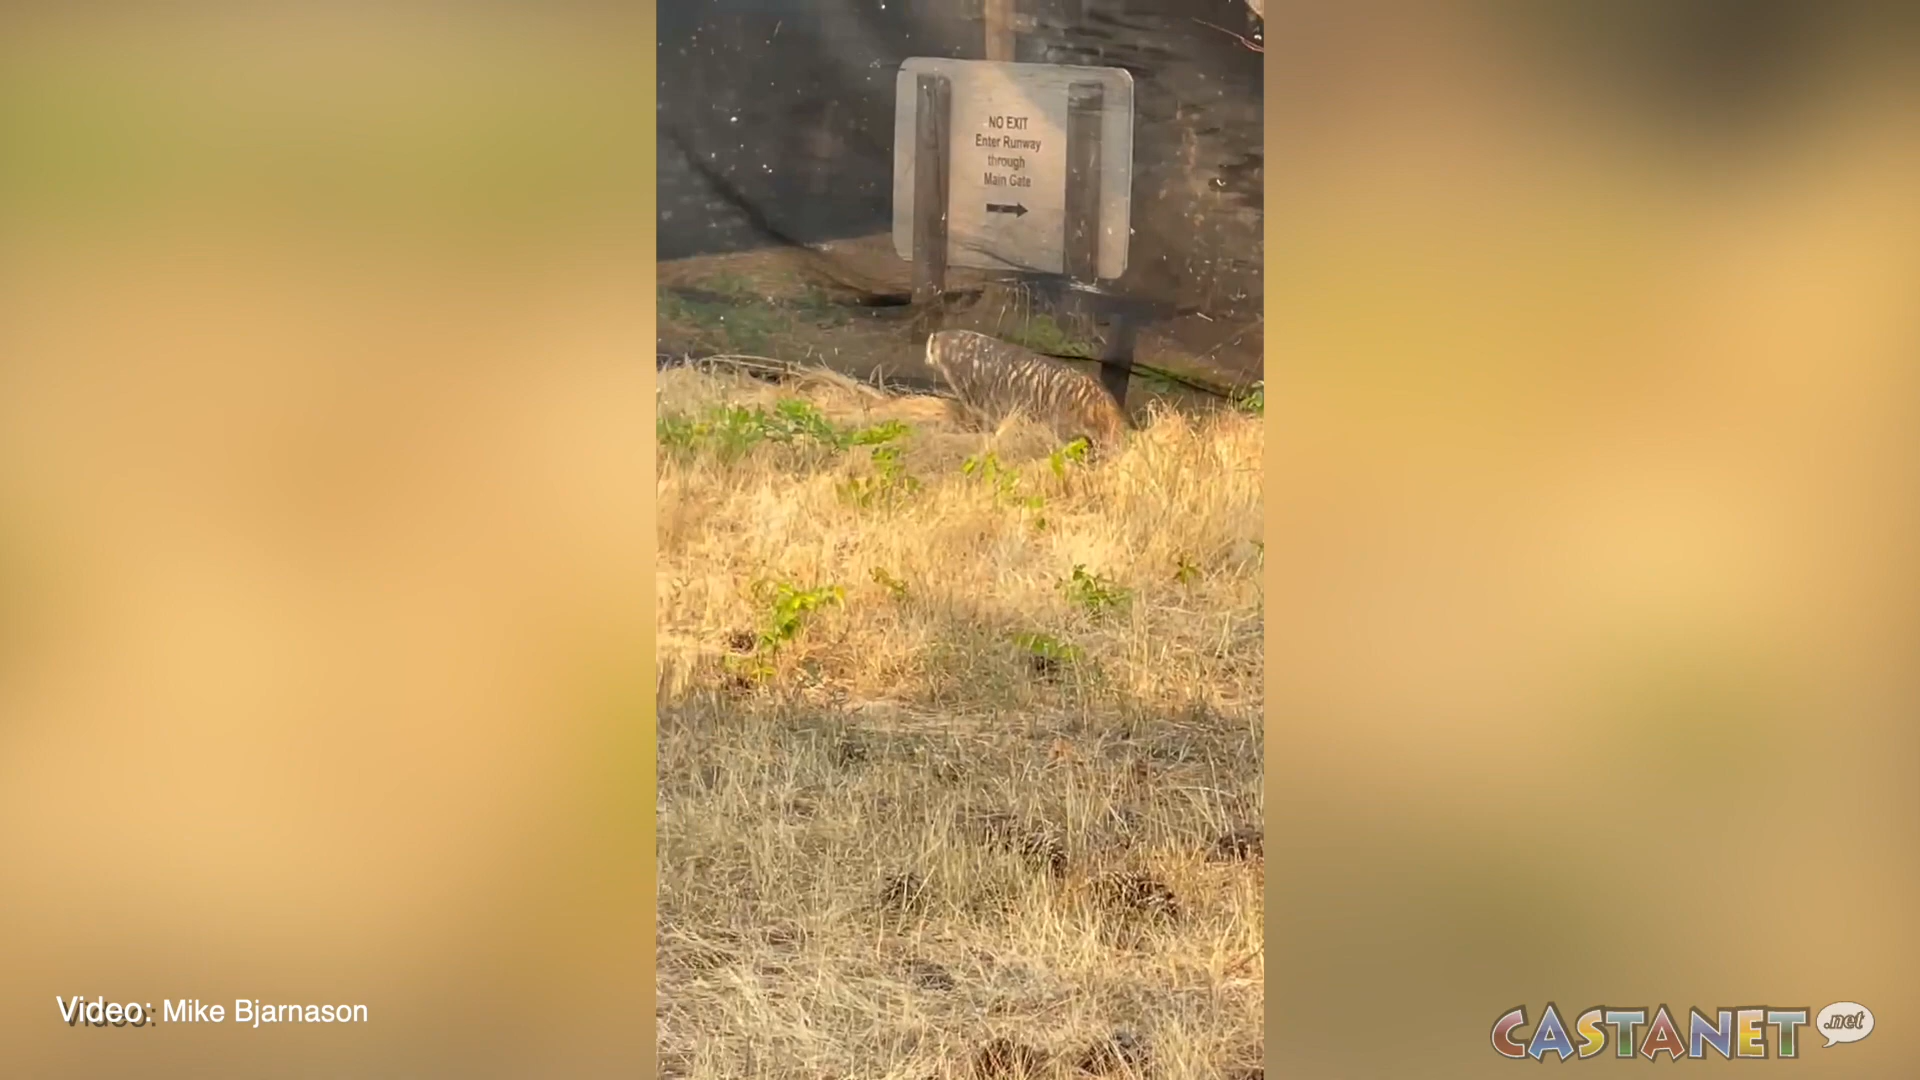 NO EXIT
Enter Runway
through
Main Gate
Video: Mike Bjarnason
CASTANET.net